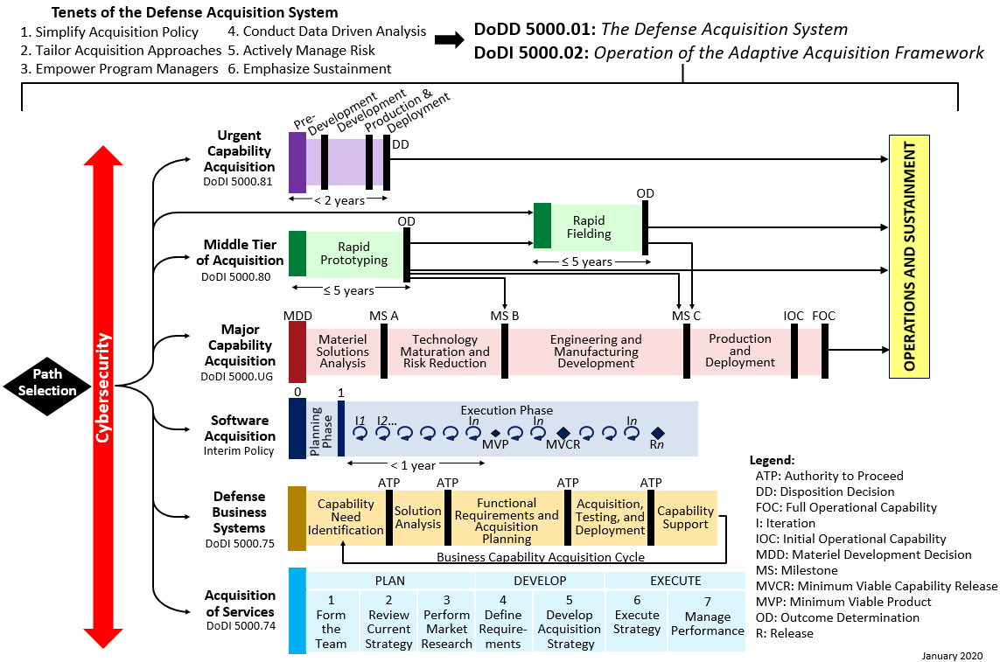 Tenets of the Defense Acquisition System
1. Simplify Acquisition Policy
2. Tailor Acquisition Approaches
3. Empower Program Managers
4. Conduct Data Driven Analysis
5. Actively Manage Risk
6. Emphasize Sustainment
DoDD 5000.01: The Defense Acquisition System
DoDI 5000.02: Operation of the Adaptive Acquisition Framework
Path
Selection
Cybersecurity
Urgent
Capability
Acquisition
DoDI 5000.81
Pre-
Development
Development
Production &
Deployment
DD
< 2 years
Middle Tier
of Acquisition
DoDI 5000.80
Rapid
Prototyping
OD
≤ 5 years
Rapid
Fielding
OD
≤ 5 years
Major
Capability
Acquisition
DoDI 5000.UG
MDD
MS A
MS B
MS C
IOC
FOC
Materiel
Solutions
Analysis
Technology
Maturation and
Risk Reduction
Engineering and
Manufacturing
Development
Production
and
Deployment
OPERATIONS AND SUSTAINMENT
Software
Acquisition
Interim Policy
0
1
Planning
Phase
Execution Phase
I1
I2...
In
In
In
MVP
MVCR
Rn
< 1 year
Defense
Business
Systems
DoDI 5000.75
ATP
ATP
ATP
ATP
Capability
Need
Identification
Solution
Analysis
Functional
Requirements and
Acquisition
Planning
Acquisition,
Testing, and
Deployment
Capability
Support
Business Capability Acquisition Cycle
Acquisition
of Services
DoDI 5000.74
PLAN
DEVELOP
EXECUTE
1
Form
the
Team
2
Review
Current
Strategy
3
Perform
Market
Research
4
Define
Require-
ments
5
Develop
Acquisition
Strategy
6
Execute
Strategy
7
Manage
Performance
Legend:
ATP: Authority to Proceed
DD: Disposition Decision
FOC: Full Operational Capability
I: Iteration
IOC: Initial Operational Capability
MDD: Materiel Development Decision
MS: Milestone
MVCR: Minimum Viable Capability Release
MVP: Minimum Viable Product
OD: Outcome Determination
R: Release
January 2020